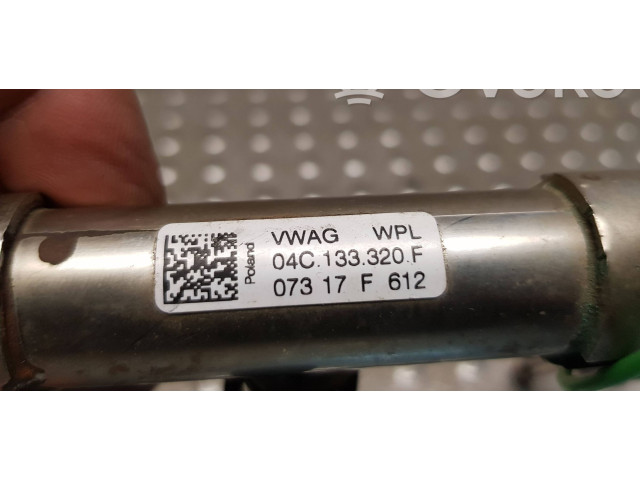 VWAG WPL
04C.133.320.F
073 17 F 612
Poland